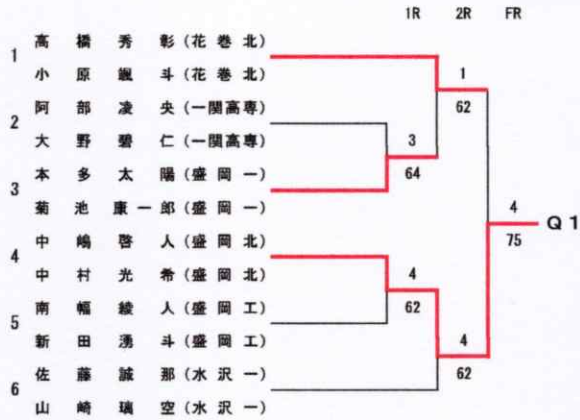 1R 2R FR
高橋秀彰(花巻北)
1
小原颯斗(花巻北)
1
62
阿部凌央(一関高専)
2
大野碧仁(一関高専)
3
64
本多太陽(盛岡一)
3
菊池康一郎(盛岡一)
4
75
Q1
中嶋啓人(盛岡北)
4
中村光希(盛岡北)
4
62
南幅綾人(盛岡工)
5
新田湧斗(盛岡工)
4
62
佐藤誠那(水沢一)
6
山崎璃空(水沢一)